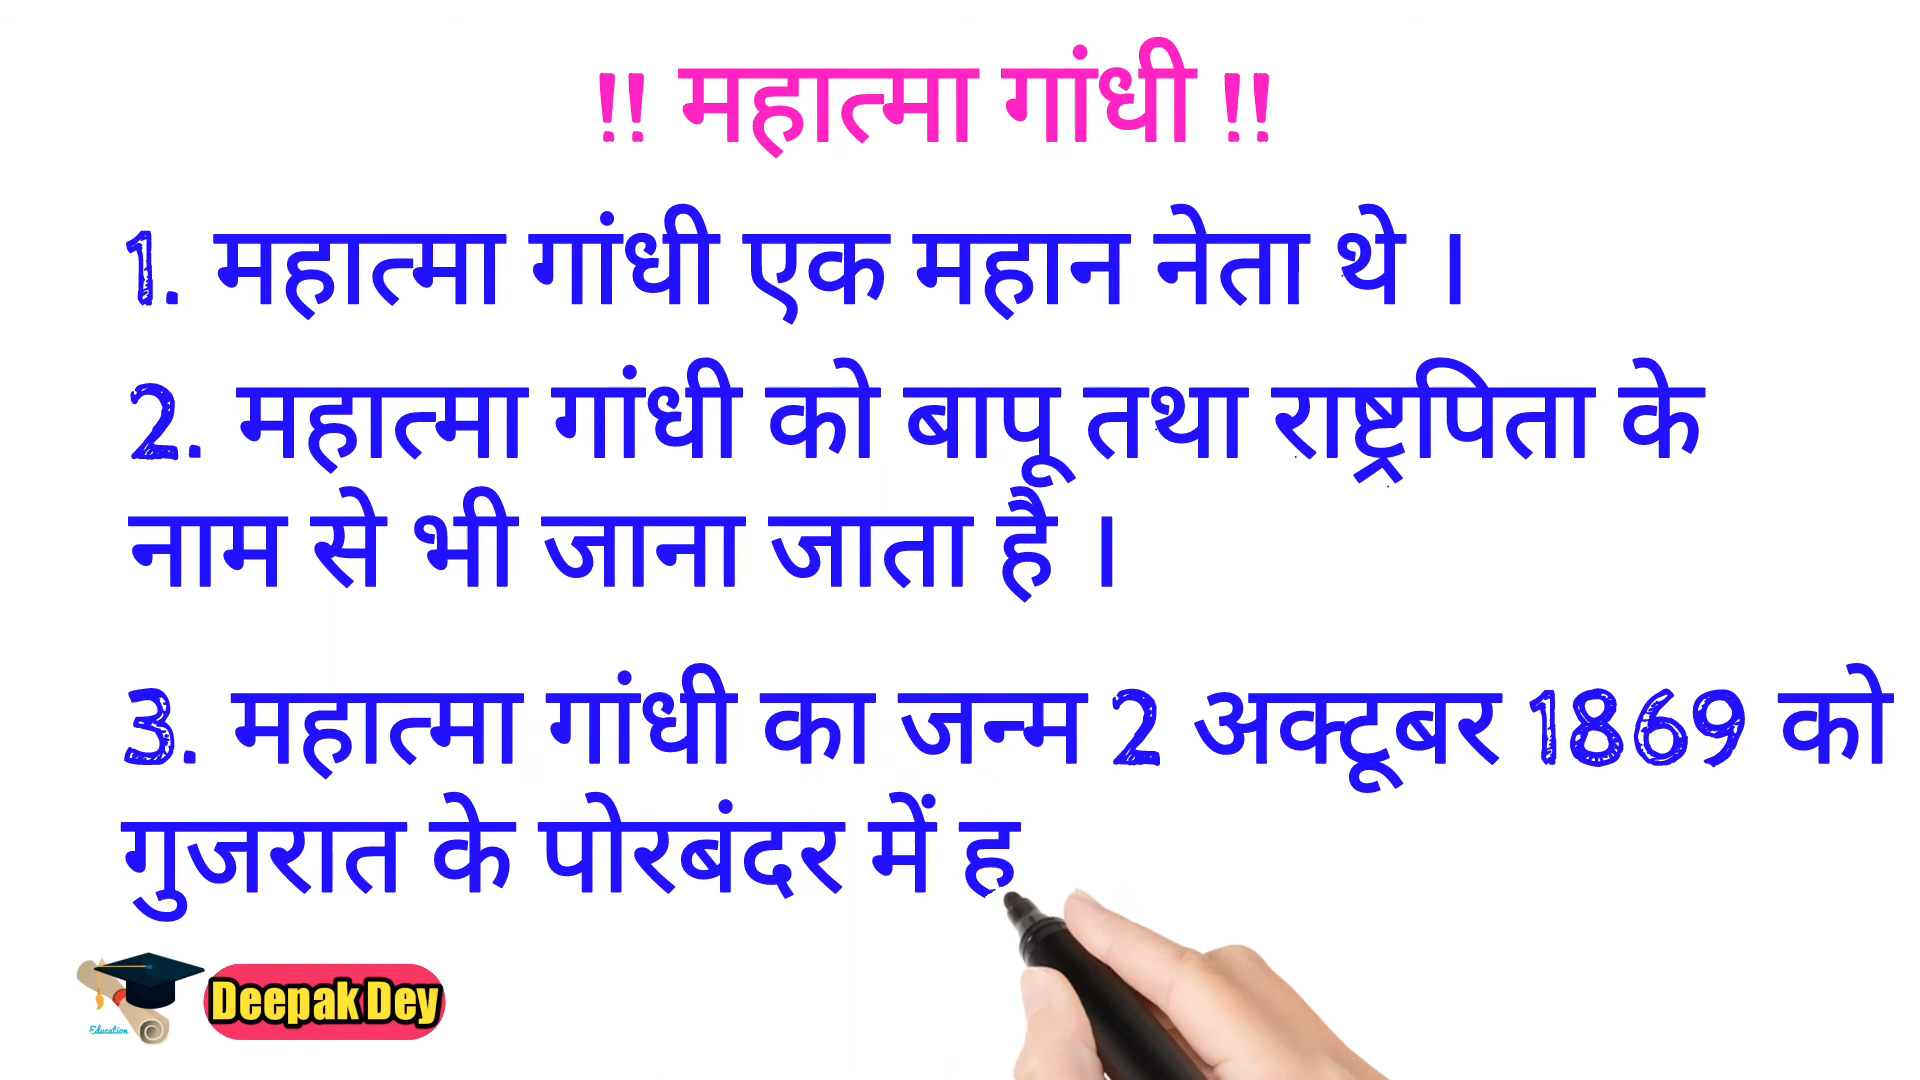 !! महात्मा गांधी !!
1. महात्मा गांधी एक महान नेता थे ।
2. महात्मा गांधी को बापू तथा राष्ट्रपिता के
नाम से भी जाना जाता है ।
3. महात्मा गांधी का जन्म 2 अक्टूबर 1869 को
गुजरात के पोरबंदर में ह
Education
Deepak Dey